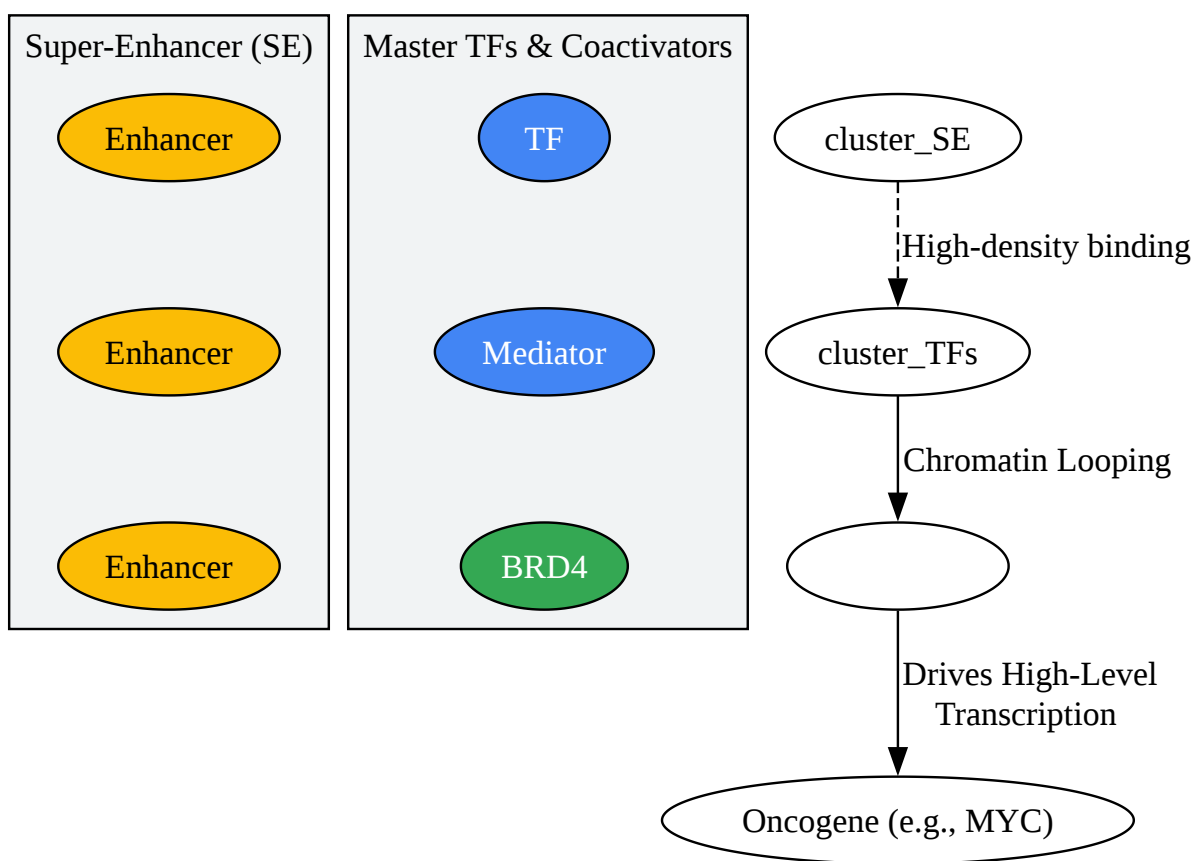 Super-Enhancer (SE)
Enhancer
Enhancer
Enhancer
Master TFs & Coactivators
TF
Mediator
BRD4
cluster_SE
High-density binding
cluster_TFs
Chromatin Looping
Drives High-Level
Transcription
Oncogene (e.g., MYC)